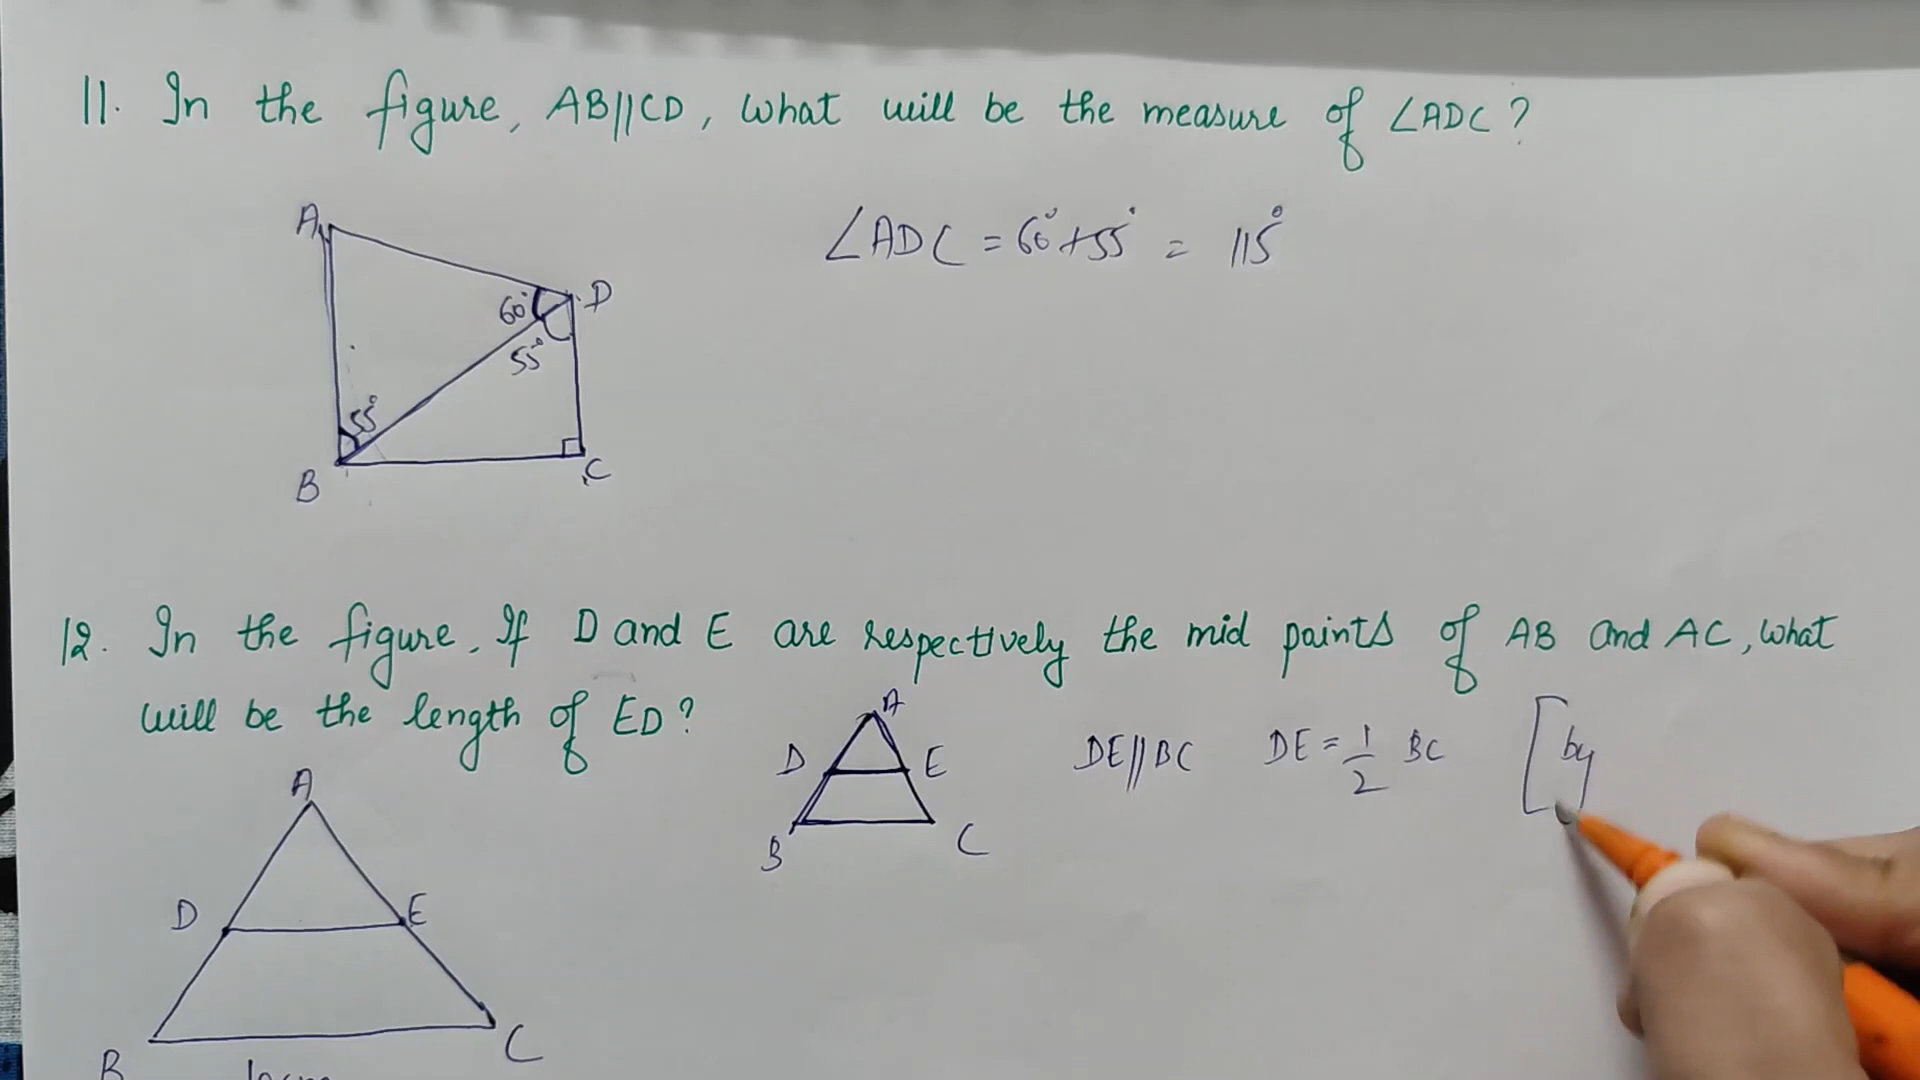 11. In the figure, AB//CD, what will be the measure of ∠ADC?
∠ADC = 60° + 55° = 115°
A
60°
D
55°
55°
B
C
12. In the figure, If D and E are respectively the mid points of AB and AC, what
will be the length of ED?
A
D
E
B
C
DE//BC DE = 1/2 BC [by
A
D
E
B
C